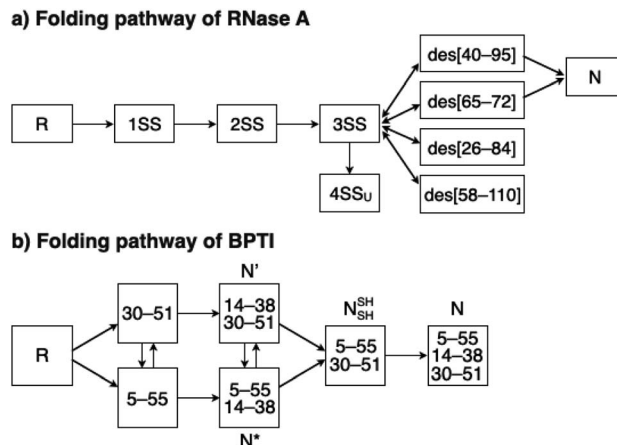 a) Folding pathway of RNase A
des[40–95]
N
des[65–72]
R
1SS
2SS
3SS
des[26–84]
4SSU
des[58–110]
b) Folding pathway of BPTI
N'
14–38
30–51
30–51
NSHSH
5–55
30–51
N
5–55
14–38
30–51
R
5–55
5–55
14–38
N*